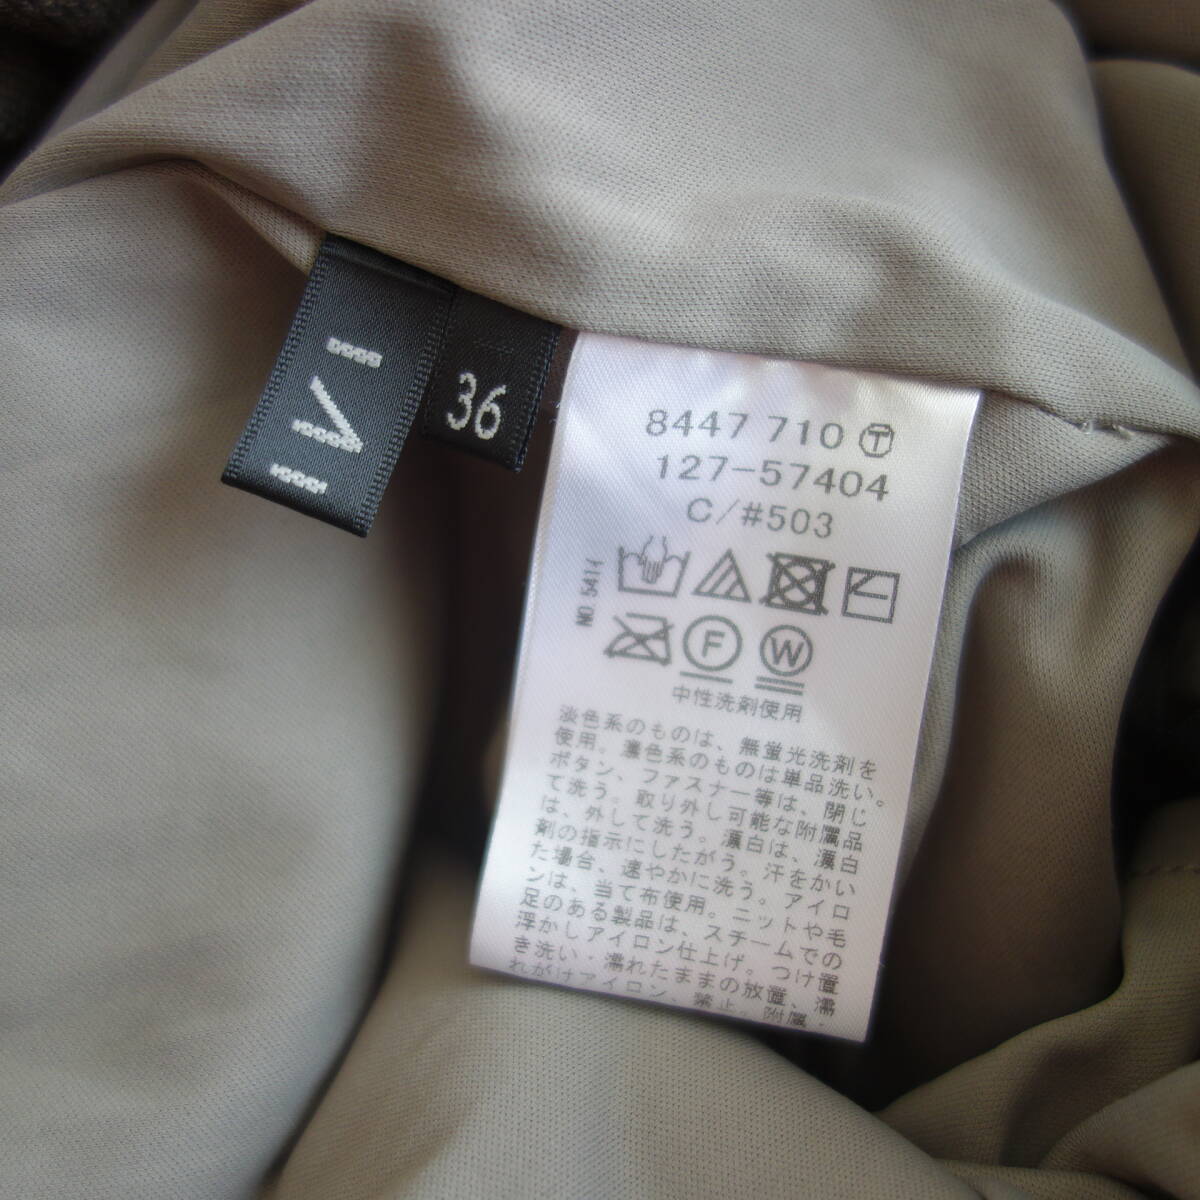 IVI
36
8447 710 Ⓣ
127-57404
C/#503
NO.5414
F W
中性洗剤使用
淡色系のものは、無蛍光洗剤を
使用。濃色系のものは単品洗い。
ボタン、ファスナー等は、閉じ
て洗う。取り外し可能な附属品
は、外して洗う。漂白は、漂白
剤の指示にしたがう。汗をかい
た場合、速やかに洗う。アイロ
ンは、当て布使用。ニットや毛
足のある製品は、スチームでの
浮かしアイロン仕上げ。つけ置
き洗い・濡れたままの放置、濡
れがけアイロン、禁止。附属・